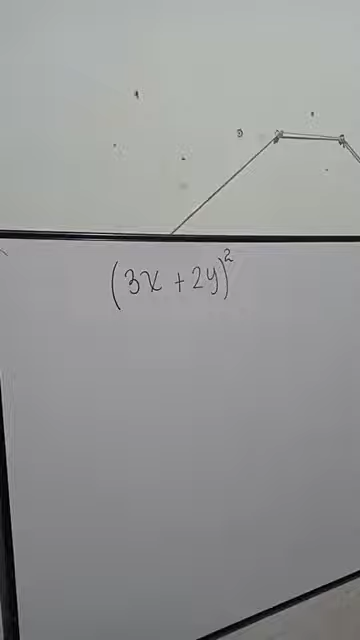 (3x + 2y)²